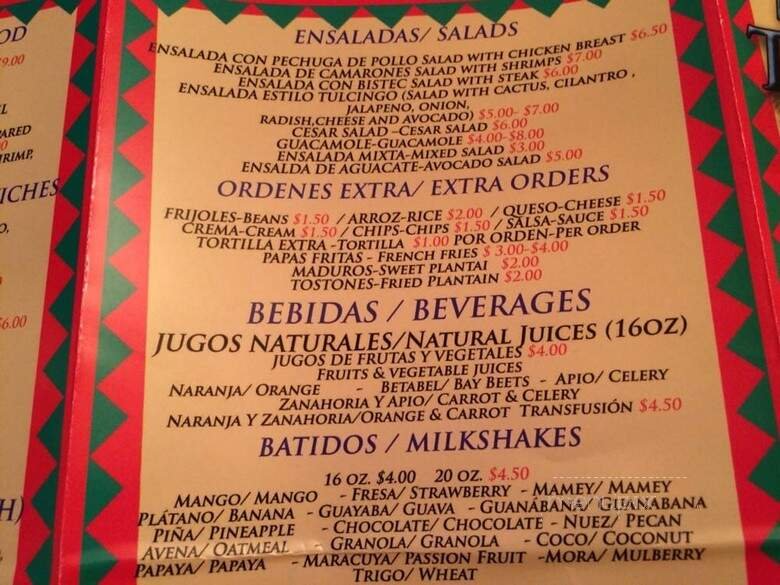 OD
9.00
EL
PARED
HRIMP,
ICHES
O,
6.00
H)
ENSALADAS/ SALADS
ENSALADA CON PECHUGA DE POLLO SALAD WITH CHICKEN BREAST $6.50
ENSALADA DE CAMARONES SALAD WITH SHRIMPS $7.00
ENSALADA CON BISTEC SALAD WITH STEAK $6.00
ENSALADA ESTILO TULCINGO (SALAD WITH CACTUS, CILANTRO ,
JALAPENO, ONION,
RADISH,CHEESE AND AVOCADO) $5.00- $7.00
CESAR SALAD –CESAR SALAD $6.00
GUACAMOLE-GUACAMOLE $4.00-$8.00
ENSALADA MIXTA-MIXED SALAD $3.00
ENSALDA DE AGUACATE-AVOCADO SALAD $5.00
ORDENES EXTRA/ EXTRA ORDERS
FRIJOLES-BEANS $1.50 / ARROZ-RICE $2.00 / QUESO-CHEESE $1.50
CREMA-CREAM $1.50 / CHIPS-CHIPS $1.50 / SALSA-SAUCE $1.50
TORTILLA EXTRA -TORTILLA $1.00 POR ORDEN-PER ORDER
PAPAS FRITAS - FRENCH FRIES $ 3.00-$4.00
MADUROS-SWEET PLANTAI $2.00
TOSTONES-FRIED PLANTAIN $2.00
BEBIDAS / BEVERAGES
JUGOS NATURALES/NATURAL JUICES (16OZ)
JUGOS DE FRUTAS Y VEGETALES $4.00
FRUITS & VEGETABLE JUICES
NARANJA/ ORANGE - BETABEL/ BAY BEETS - APIO/ CELERY
ZANAHORIA Y APIO/ CARROT & CELERY
NARANJA Y ZANAHORIA/ORANGE & CARROT TRANSFUSIÓN $4.50
BATIDOS / MILKSHAKES
16 OZ. $4.00 20 OZ. $4.50
MANGO/ MANGO - FRESA/ STRAWBERRY - MAMEY/ MAMEY
PLÁTANO/ BANANA - GUAYABA/ GUAVA - GUANÁBANA/ GUANABANA
PIÑA/ PINEAPPLE - CHOCOLATE/ CHOCOLATE - NUEZ/ PECAN
AVENA/ OATMEAL GRANOLA/ GRANOLA - COCO/ COCONUT
PAPAYA/ PAPAYA - MARACUYA/ PASSION FRUIT -MORA/ MULBERRY
TRIGO/ WHEAT